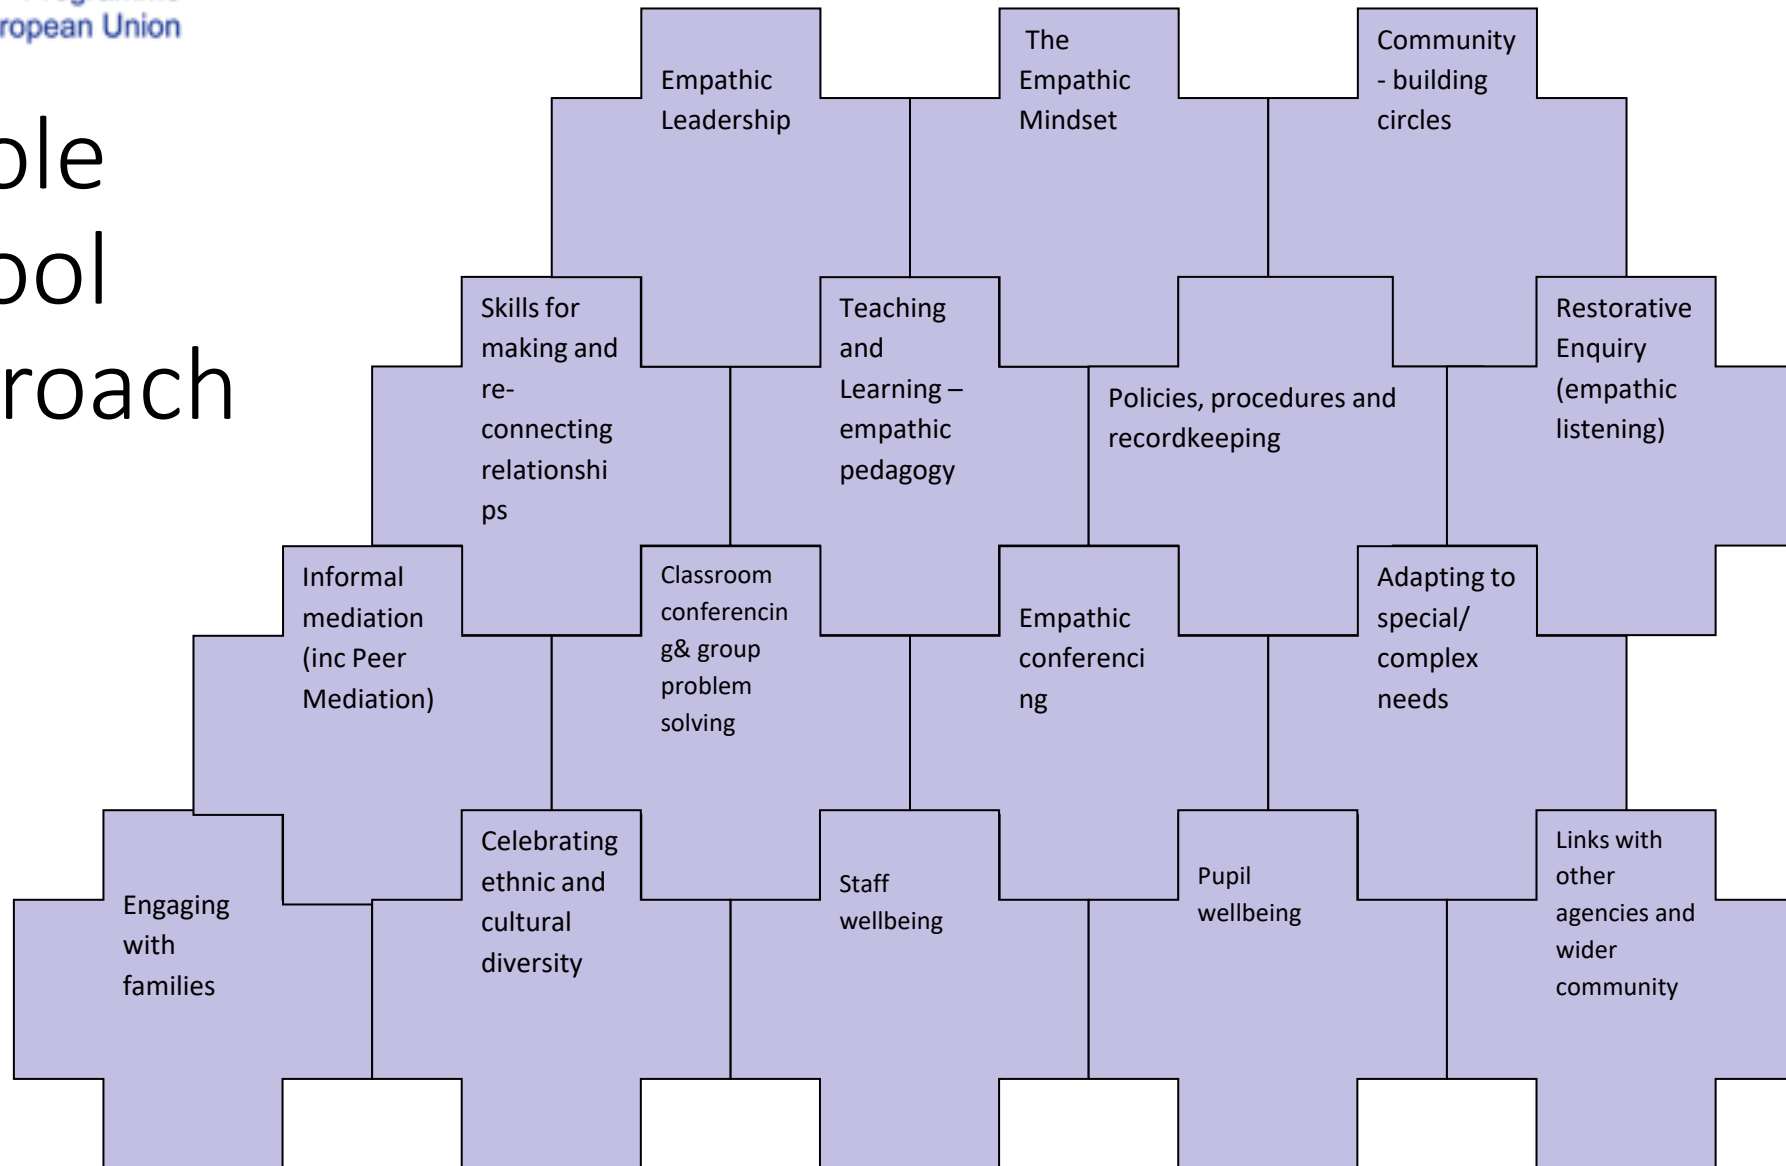 ropean Union
ole
ool
roach
Empathic
Leadership
The
Empathic
Mindset
Community
- building
circles
Skills for
making and
re-
connecting
relationshi
ps
Teaching
and
Learning –
empathic
pedagogy
Policies, procedures and
recordkeeping
Restorative
Enquiry
(empathic
listening)
Informal
mediation
(inc Peer
Mediation)
Classroom
conferencin
g& group
problem
solving
Empathic
conferenci
ng
Adapting to
special/
complex
needs
Engaging
with
families
Celebrating
ethnic and
cultural
diversity
Staff
wellbeing
Pupil
wellbeing
Links with
other
agencies and
wider
community